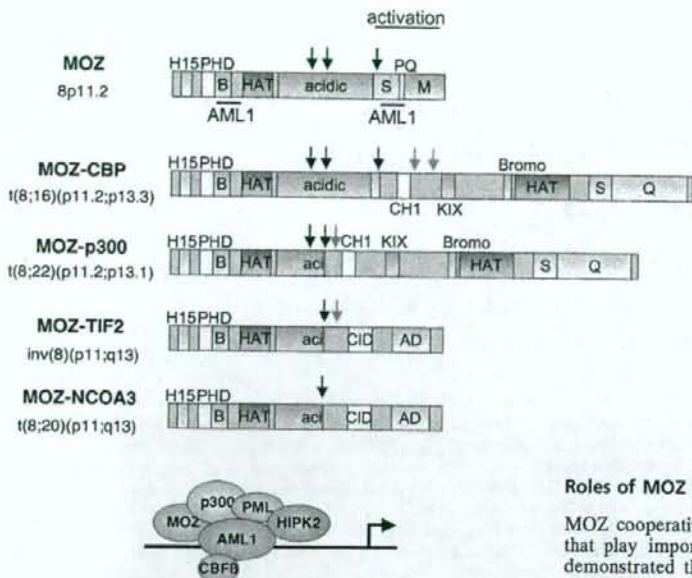 activation
H15PHD PQ
MOZ B HAT acidic S M
8p11.2 AML1 AML1
H15PHD Bromo
MOZ-CBP B HAT acidic HAT S Q
t(8;16)(p11.2;p13.3) CH1 KIX
H15PHD CH1 KIX Bromo
MOZ-p300 B HAT aci HAT S Q
t(8;22)(p11.2;p13.1)
H15PHD
MOZ-TIF2 B HAT aci CID AD
inv(8)(p11;q13)
H15PHD
MOZ-NCOA3 B HAT aci CID AD
t(8;20)(p11;q13)
p300 PML
MOZ HIPK2
AML1
CBFB
Roles of MOZ
MOZ cooperativ
that play impor
demonstrated th